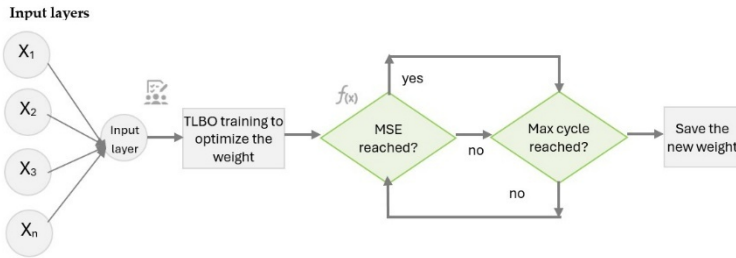 Input layers
X1
X2
X3
Xn
Input
layer
TLBO training to
optimize the
weight
f(x)
MSE
reached?
yes
no
Max cycle
reached?
no
Save the
new weight